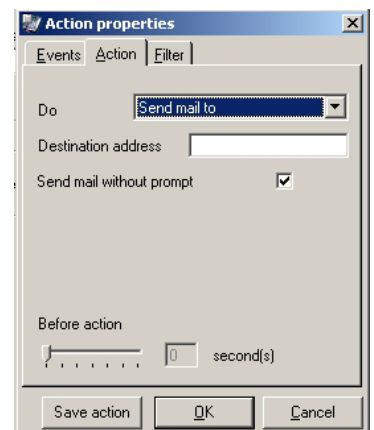 Action properties
Events Action Filter
Do Send mail to
Destination address
Send mail without prompt
Before action
0 second(s)
Save action OK Cancel